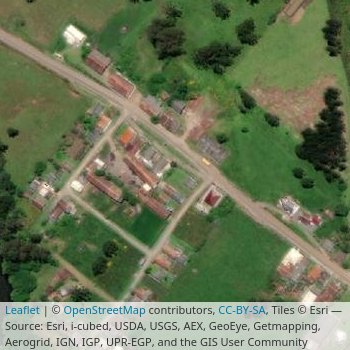 Leaflet | © OpenStreetMap contributors, CC-BY-SA, Tiles © Esri —
Source: Esri, i-cubed, USDA, USGS, AEX, GeoEye, Getmapping,
Aerogrid, IGN, IGP, UPR-EGP, and the GIS User Community